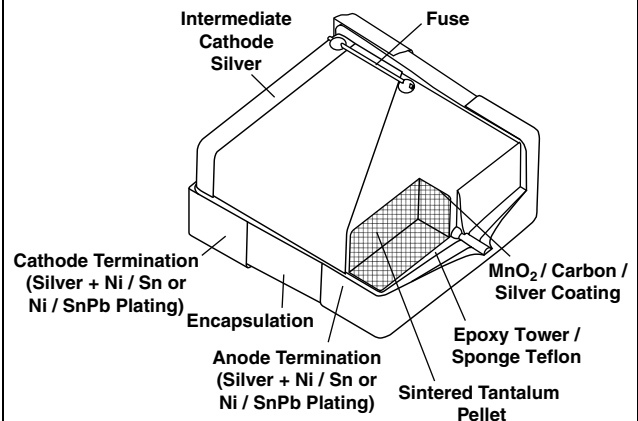 Intermediate
Cathode
Silver
Fuse
Cathode Termination
(Silver + Ni / Sn or
Ni / SnPb Plating)
Encapsulation
Anode Termination
(Silver + Ni / Sn or
Ni / SnPb Plating)
MnO₂ / Carbon /
Silver Coating
Epoxy Tower /
Sponge Teflon
Sintered Tantalum
Pellet